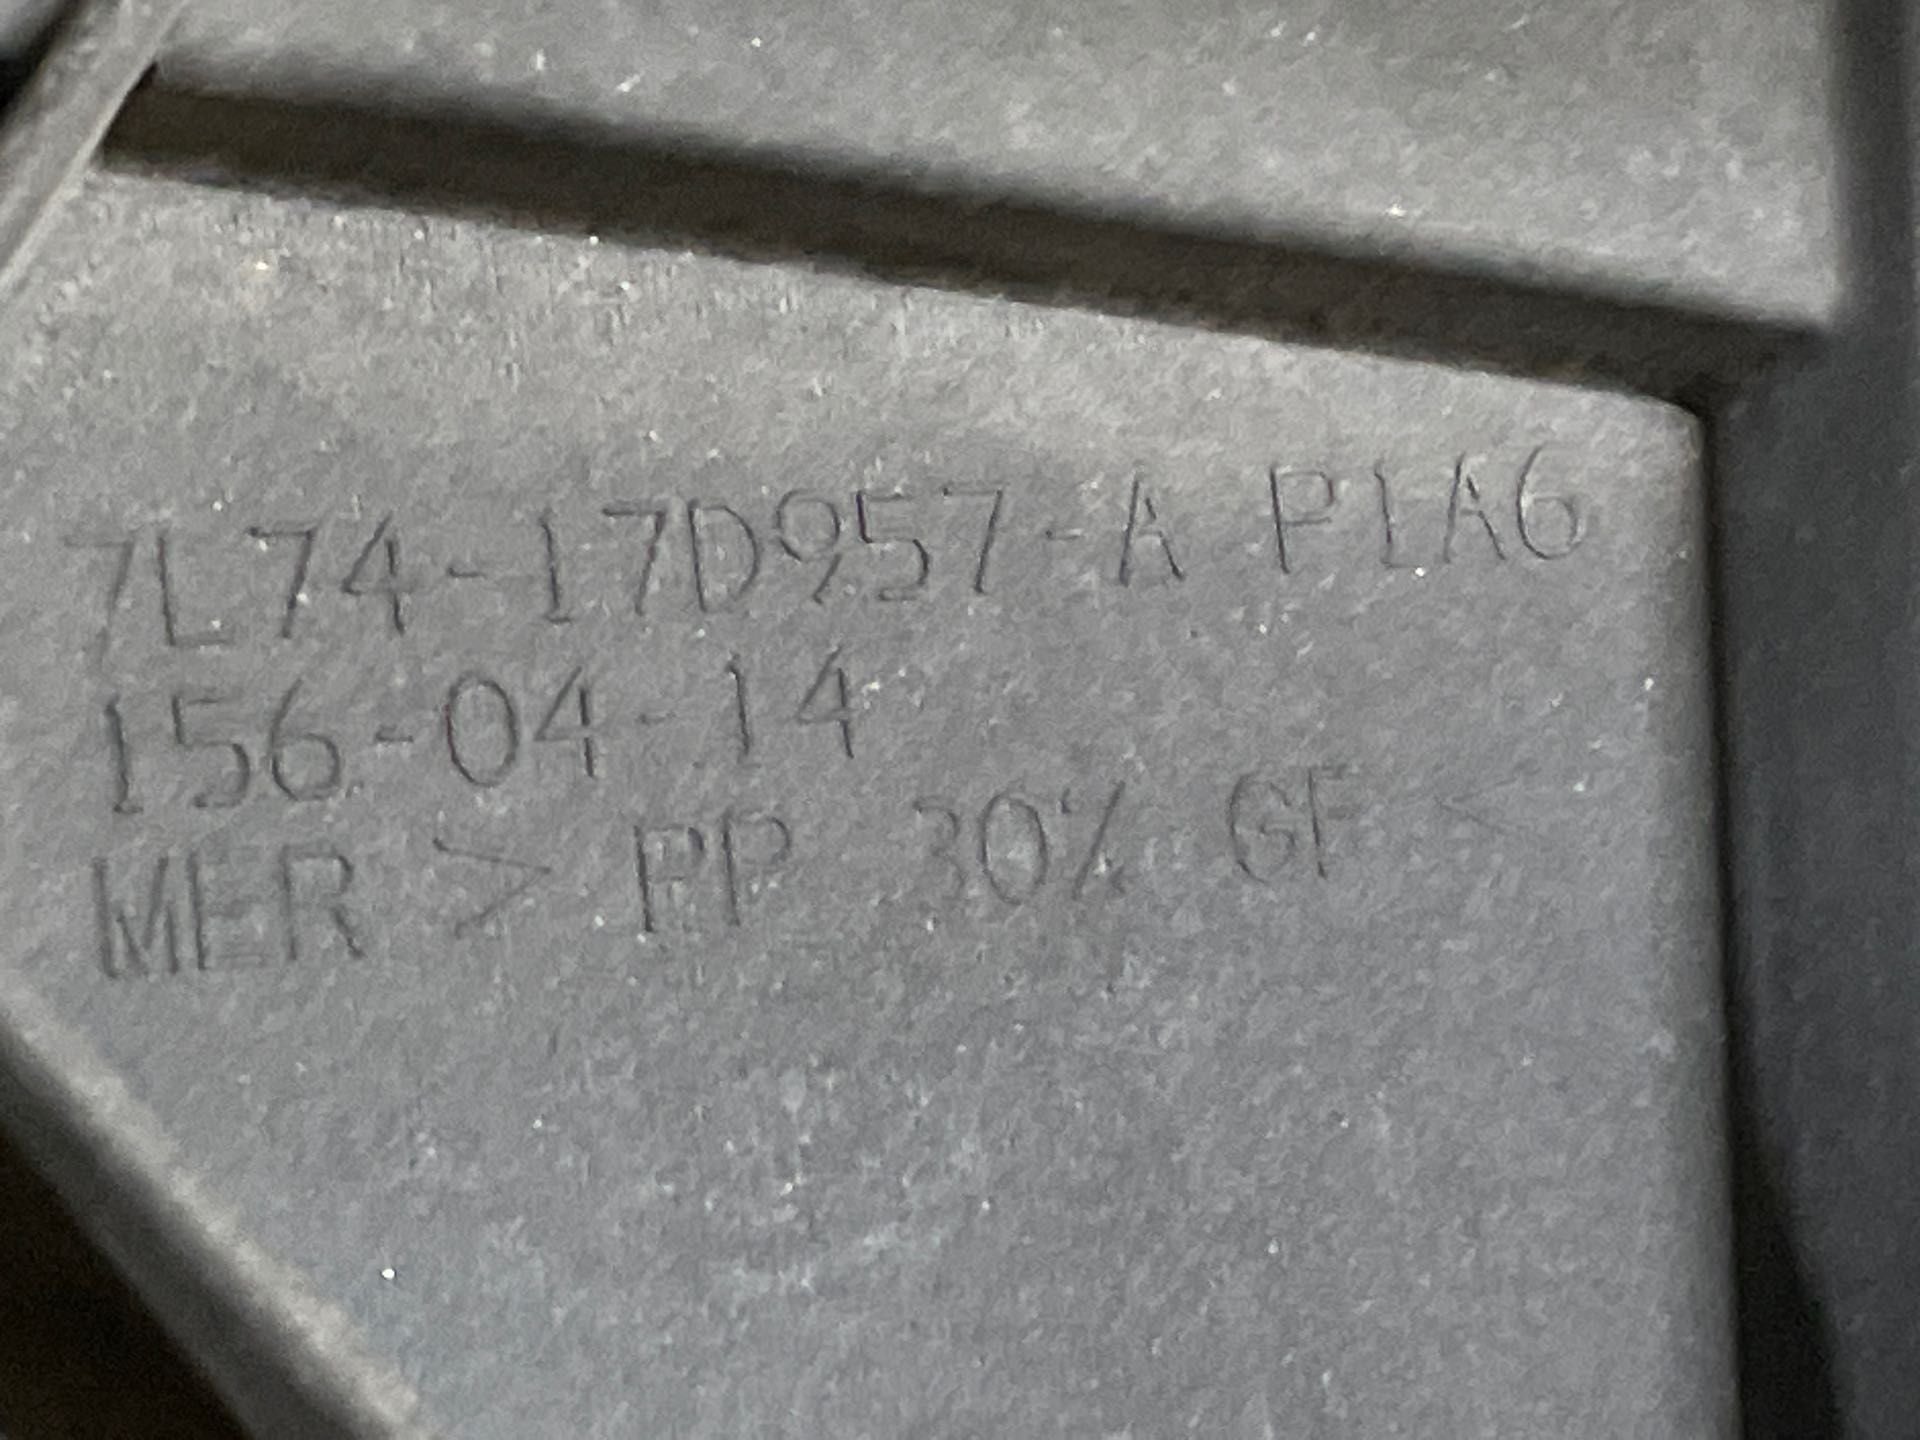 7L74-17D957-A P1A6
156-04-14
MER > PP 30% GF <